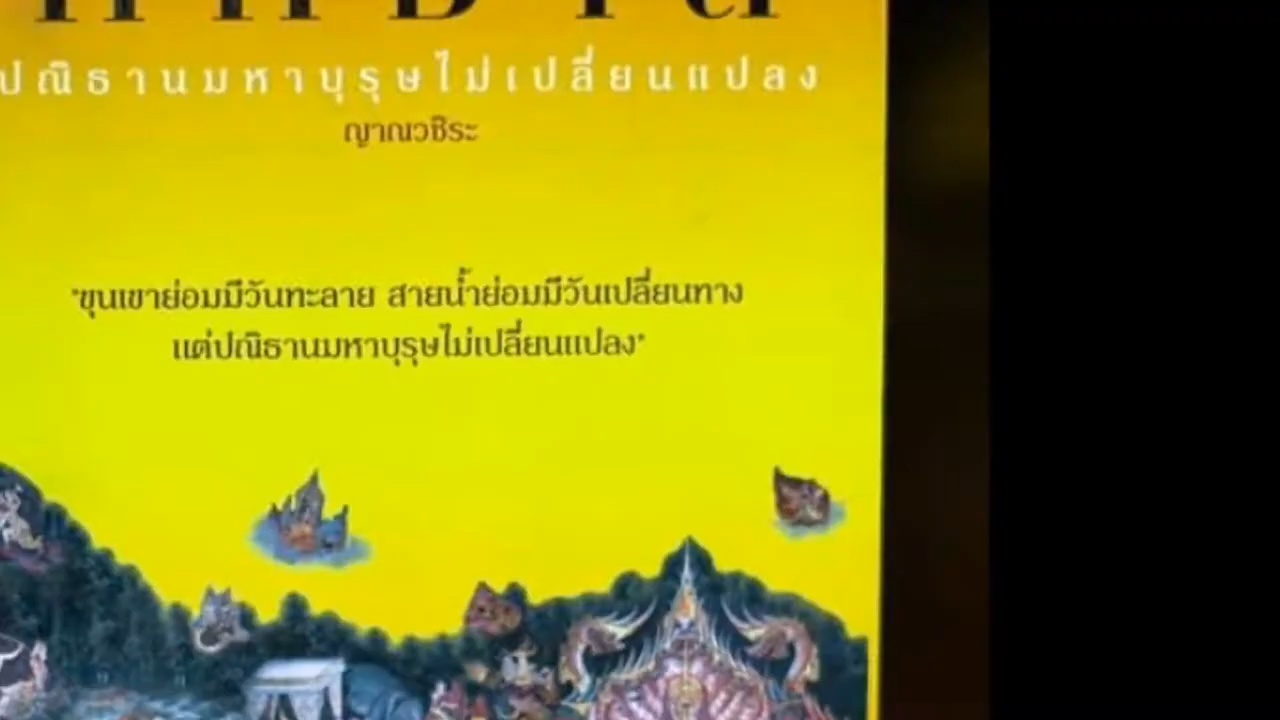 ปณิธานมหาบุรุษไม่เปลี่ยนแปลง
ญาณวชิระ
"ขุนเขาย่อมมีวันทะลาย สายน้ำย่อมมีวันเปลี่ยนทาง
แต่ปณิธานมหาบุรุษไม่เปลี่ยนแปลง"